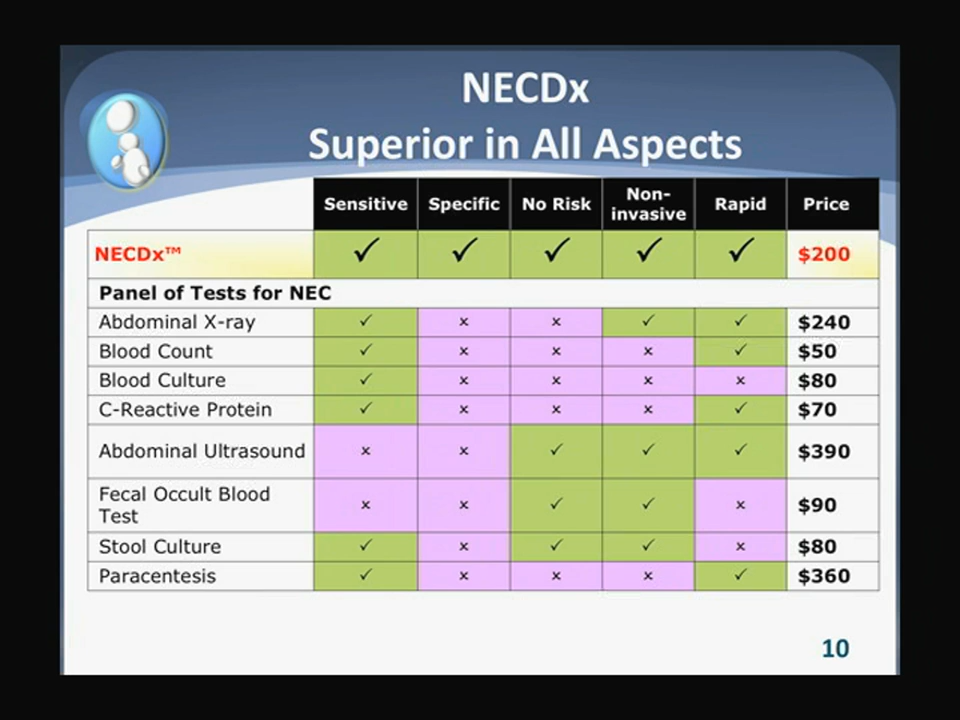 NECDx
Superior in All Aspects
Sensitive Specific No Risk Non-invasive Rapid Price
NECDx™ ✓ ✓ ✓ ✓ ✓ $200
Panel of Tests for NEC
Abdominal X-ray ✓ x x ✓ ✓ $240
Blood Count ✓ x x x ✓ $50
Blood Culture ✓ x x x x $80
C-Reactive Protein ✓ x x x ✓ $70
Abdominal Ultrasound x x ✓ ✓ ✓ $390
Fecal Occult Blood
Test x x ✓ ✓ x $90
Stool Culture ✓ x ✓ ✓ x $80
Paracentesis ✓ x x x ✓ $360
10